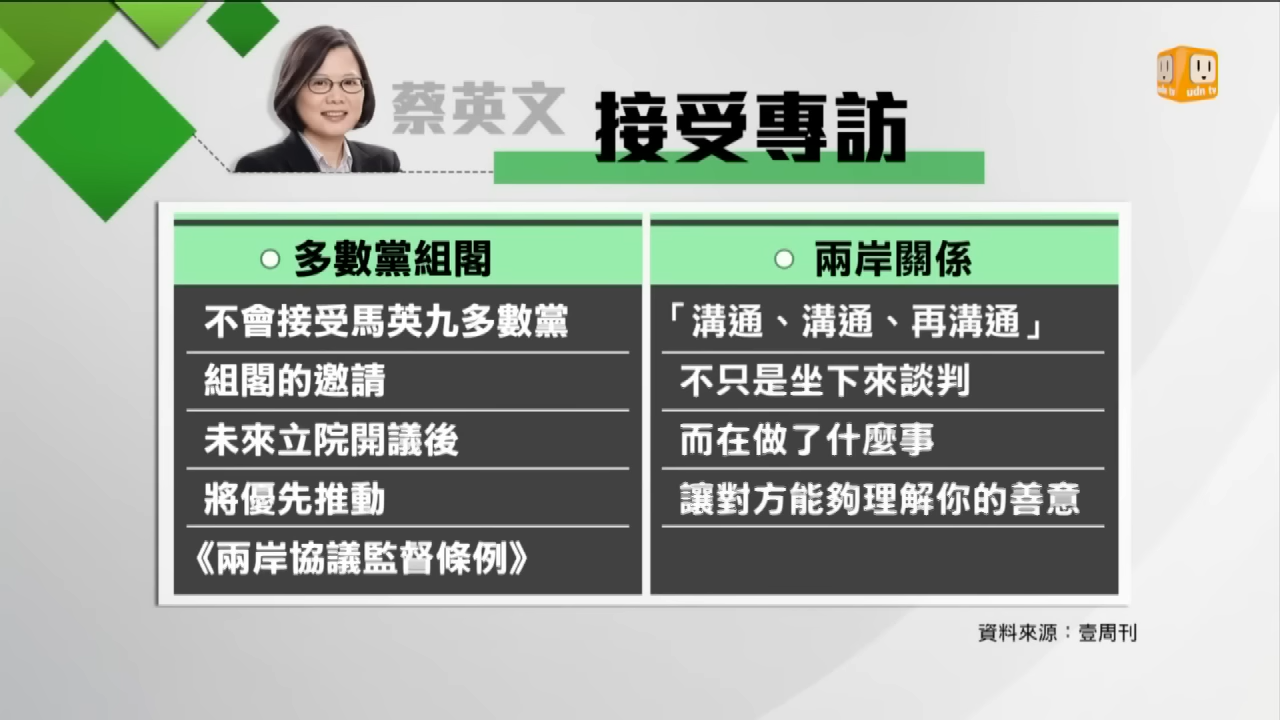 蔡英文 接受專訪
udn tv
udn tv
多數黨組閣
不會接受馬英九多數黨
組閣的邀請
未來立院開議後
將優先推動
《兩岸協議監督條例》
兩岸關係
「溝通、溝通、再溝通」
不只是坐下來談判
而在做了什麼事
讓對方能夠理解你的善意
資料來源：壹周刊